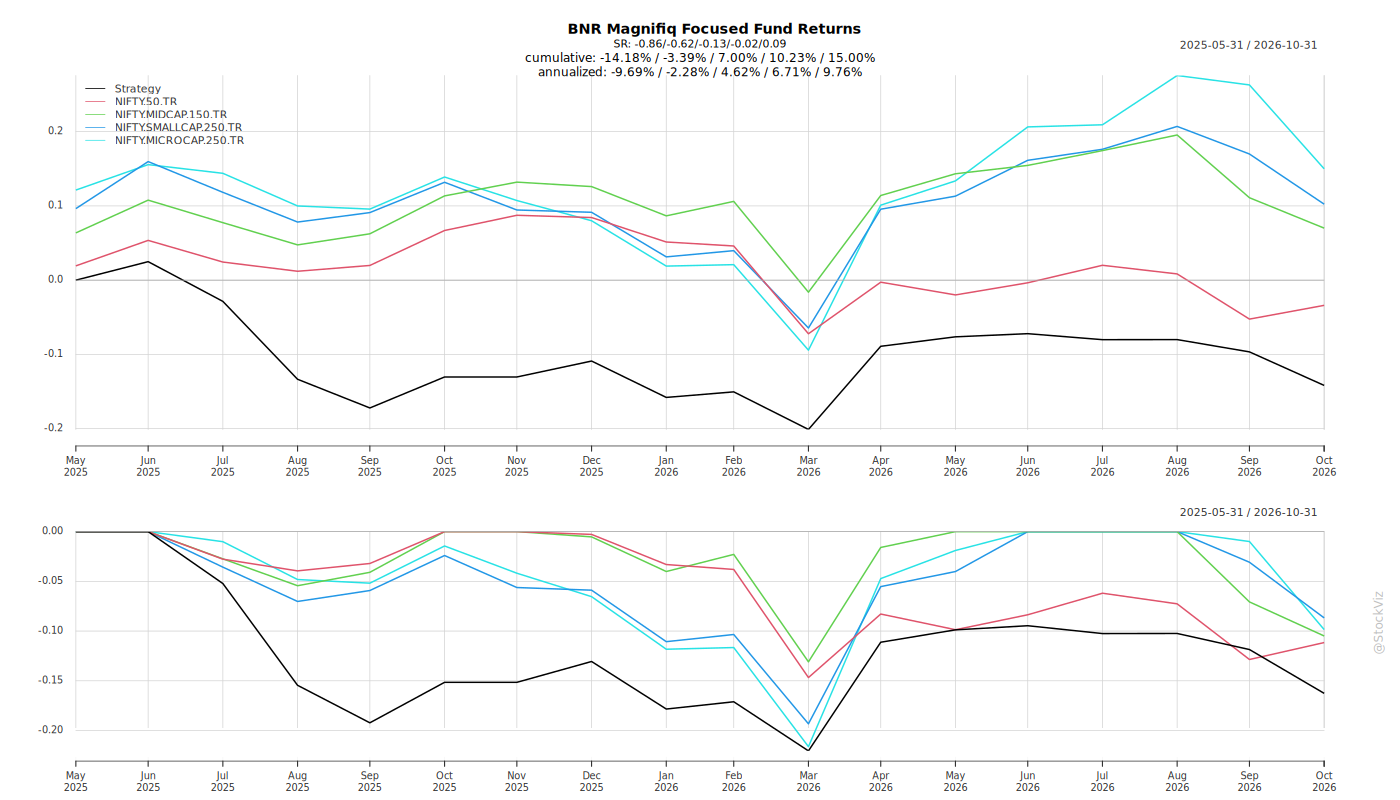 BNR Magnifiq Focused Fund Returns
SR: -0.86/-0.62/-0.13/-0.02/0.09
cumulative: -14.18% / -3.39% / 7.00% / 10.23% / 15.00%
annualized: -9.69% / -2.28% / 4.62% / 6.71% / 9.76%
2025-05-31 / 2026-10-31
Strategy
NIFTY.50.TR
NIFTY.MIDCAP.150.TR
NIFTY.SMALLCAP.250.TR
NIFTY.MICROCAP.250.TR
0.2
0.1
0.0
-0.1
-0.2
May Jun Jul Aug Sep Oct Nov Dec Jan Feb Mar Apr May Jun Jul Aug Sep Oct
2025 2025 2025 2025 2025 2025 2025 2025 2026 2026 2026 2026 2026 2026 2026 2026 2026 2026
2025-05-31 / 2026-10-31
0.00
-0.05
-0.10
-0.15
-0.20
May Jun Jul Aug Sep Oct Nov Dec Jan Feb Mar Apr May Jun Jul Aug Sep Oct
2025 2025 2025 2025 2025 2025 2025 2025 2026 2026 2026 2026 2026 2026 2026 2026 2026 2026
@StockViz